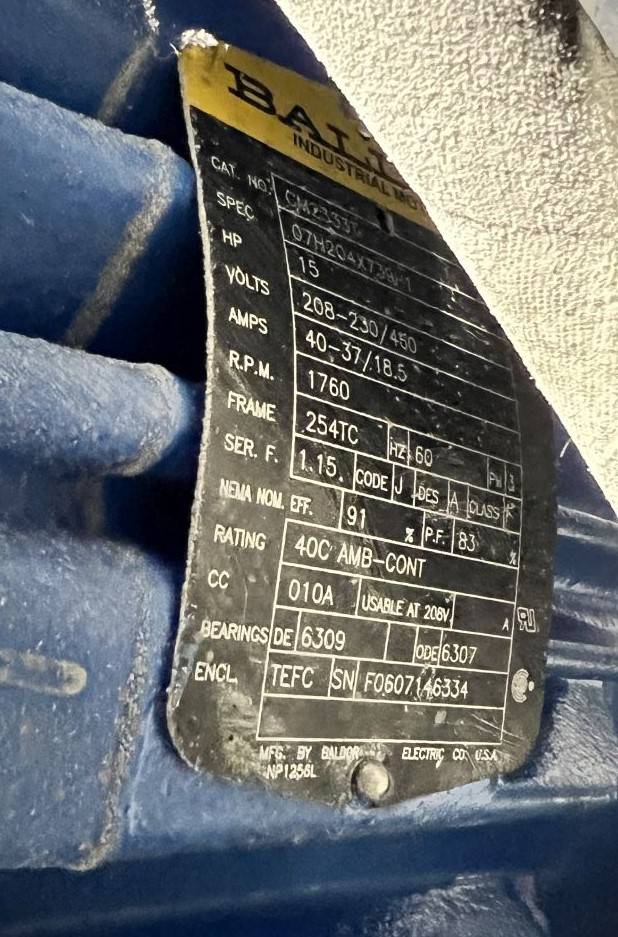 BAL
INDUSTRIAL MOT
CAT. NO. CM2333T
SPEC. 07H204X739
HP 15
VOLTS 208-230/460
AMPS 40-37/18.5
R.P.M. 1760
FRAME 254TC HZ 60 PH 3
SER. F. 1.15 CODE J DES A CLASS F
NEMA NOM. EFF. 91 % P.F. 83 %
RATING 40C AMB-CONT
CC 010A USABLE AT 208V A
BEARINGS DE 6309 ODE 6307
ENCL. TEFC SN F0607146334
MFG. BY BALDOR ELECTRIC CO. U.S.A.
NP1256L